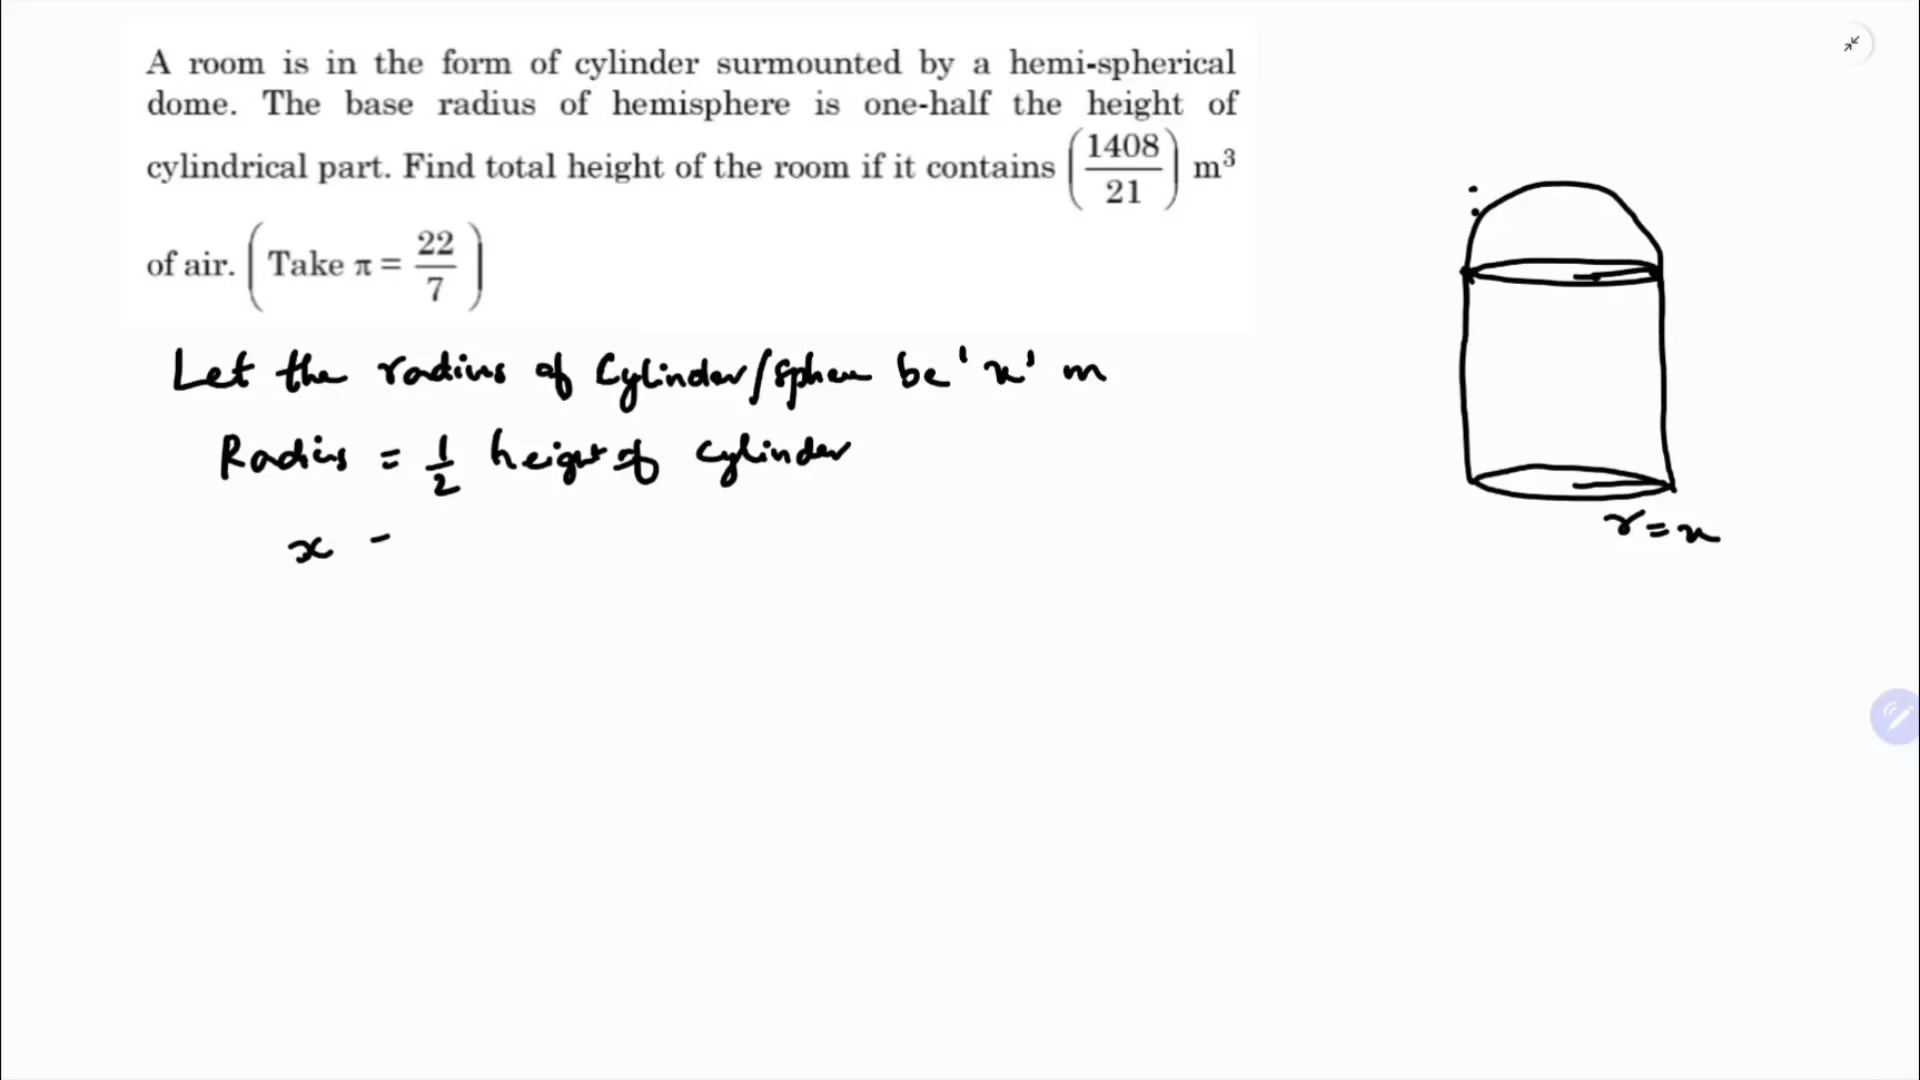 A room is in the form of cylinder surmounted by a hemi-spherical
dome. The base radius of hemisphere is one-half the height of
cylindrical part. Find total height of the room if it contains (1408/21) m³
of air. (Take π = 22/7)
Let the radius of Cylinder/Sphere be 'x' m
Radius = 1/2 height of cylinder
x -
r = x